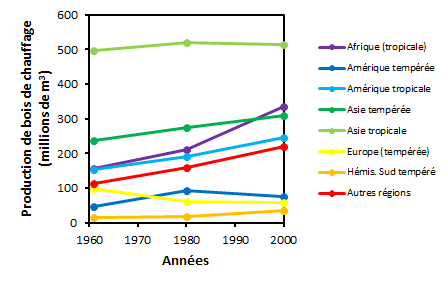 Production de bois de chauffage
(millions de m³)
600
500
400
300
200
100
0
1960 1970 1980 1990 2000
Années
Afrique (tropicale)
Amérique tempérée
Amérique tropicale
Asie tempérée
Asie tropicale
Europe (tempérée)
Hémis. Sud tempéré
Autres régions